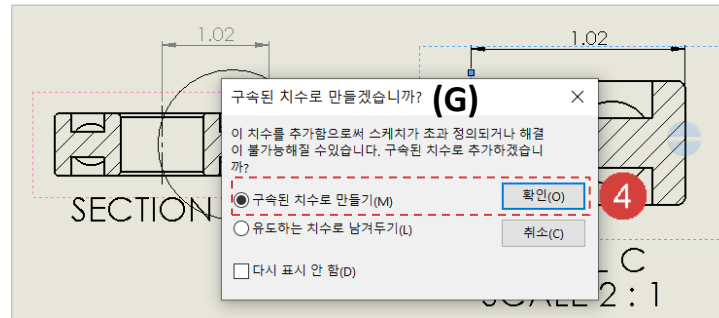 1.02
1.02
구속된 치수로 만들겠습니까? (G)
이 치수를 추가함으로써 스케치가 초과 정의되거나 해결
이 불가능해질 수있습니다. 구속된 치수로 추가하겠습니
까?
구속된 치수로 만들기(M) 확인(O) 4
유도하는 치수로 남겨두기(L) 취소(C)
다시 표시 안 함(D)
SECTION
L C
2 : 1